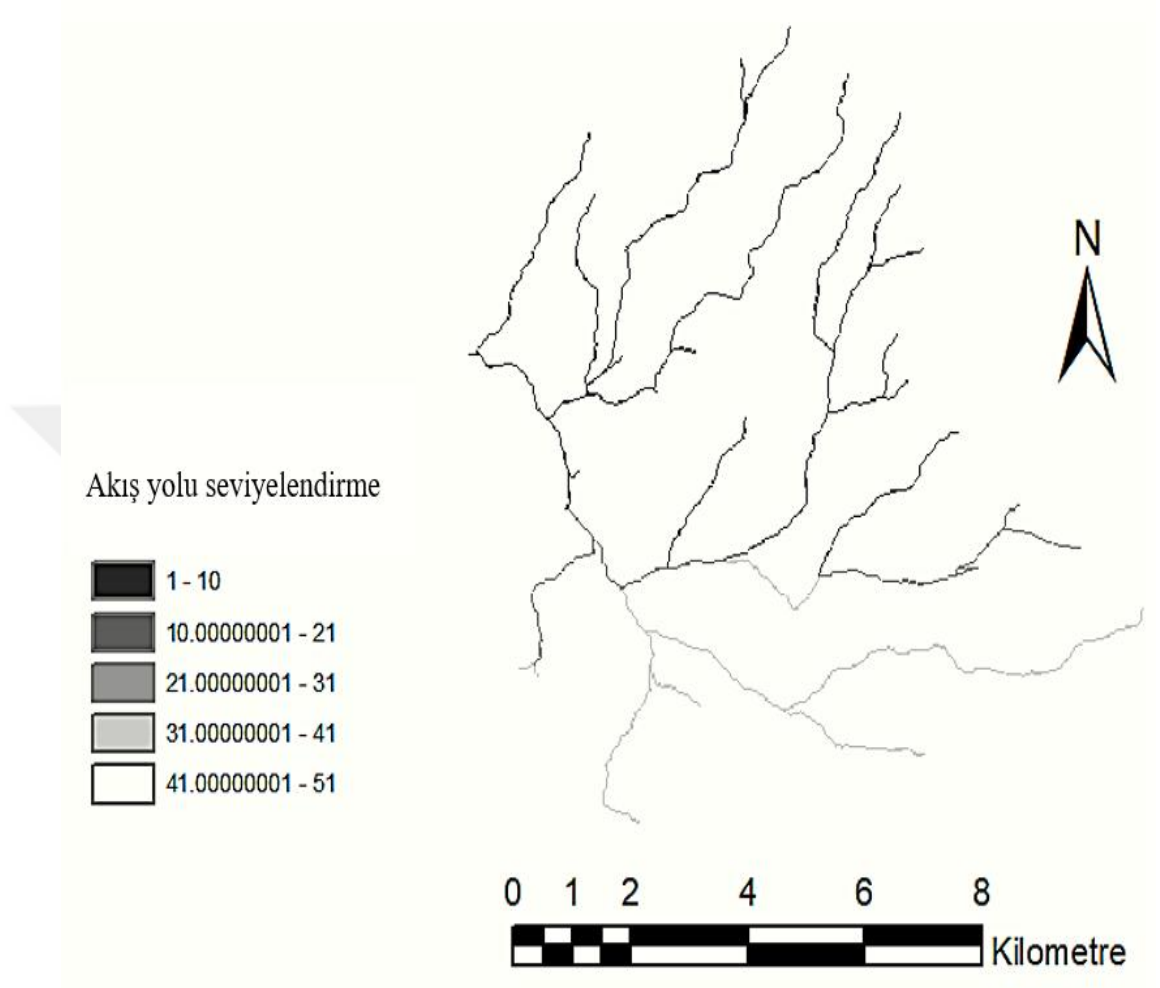 N
Akış yolu seviyelendirme
1 - 10
10.00000001 - 21
21.00000001 - 31
31.00000001 - 41
41.00000001 - 51
0 1 2 4 6 8
Kilometre